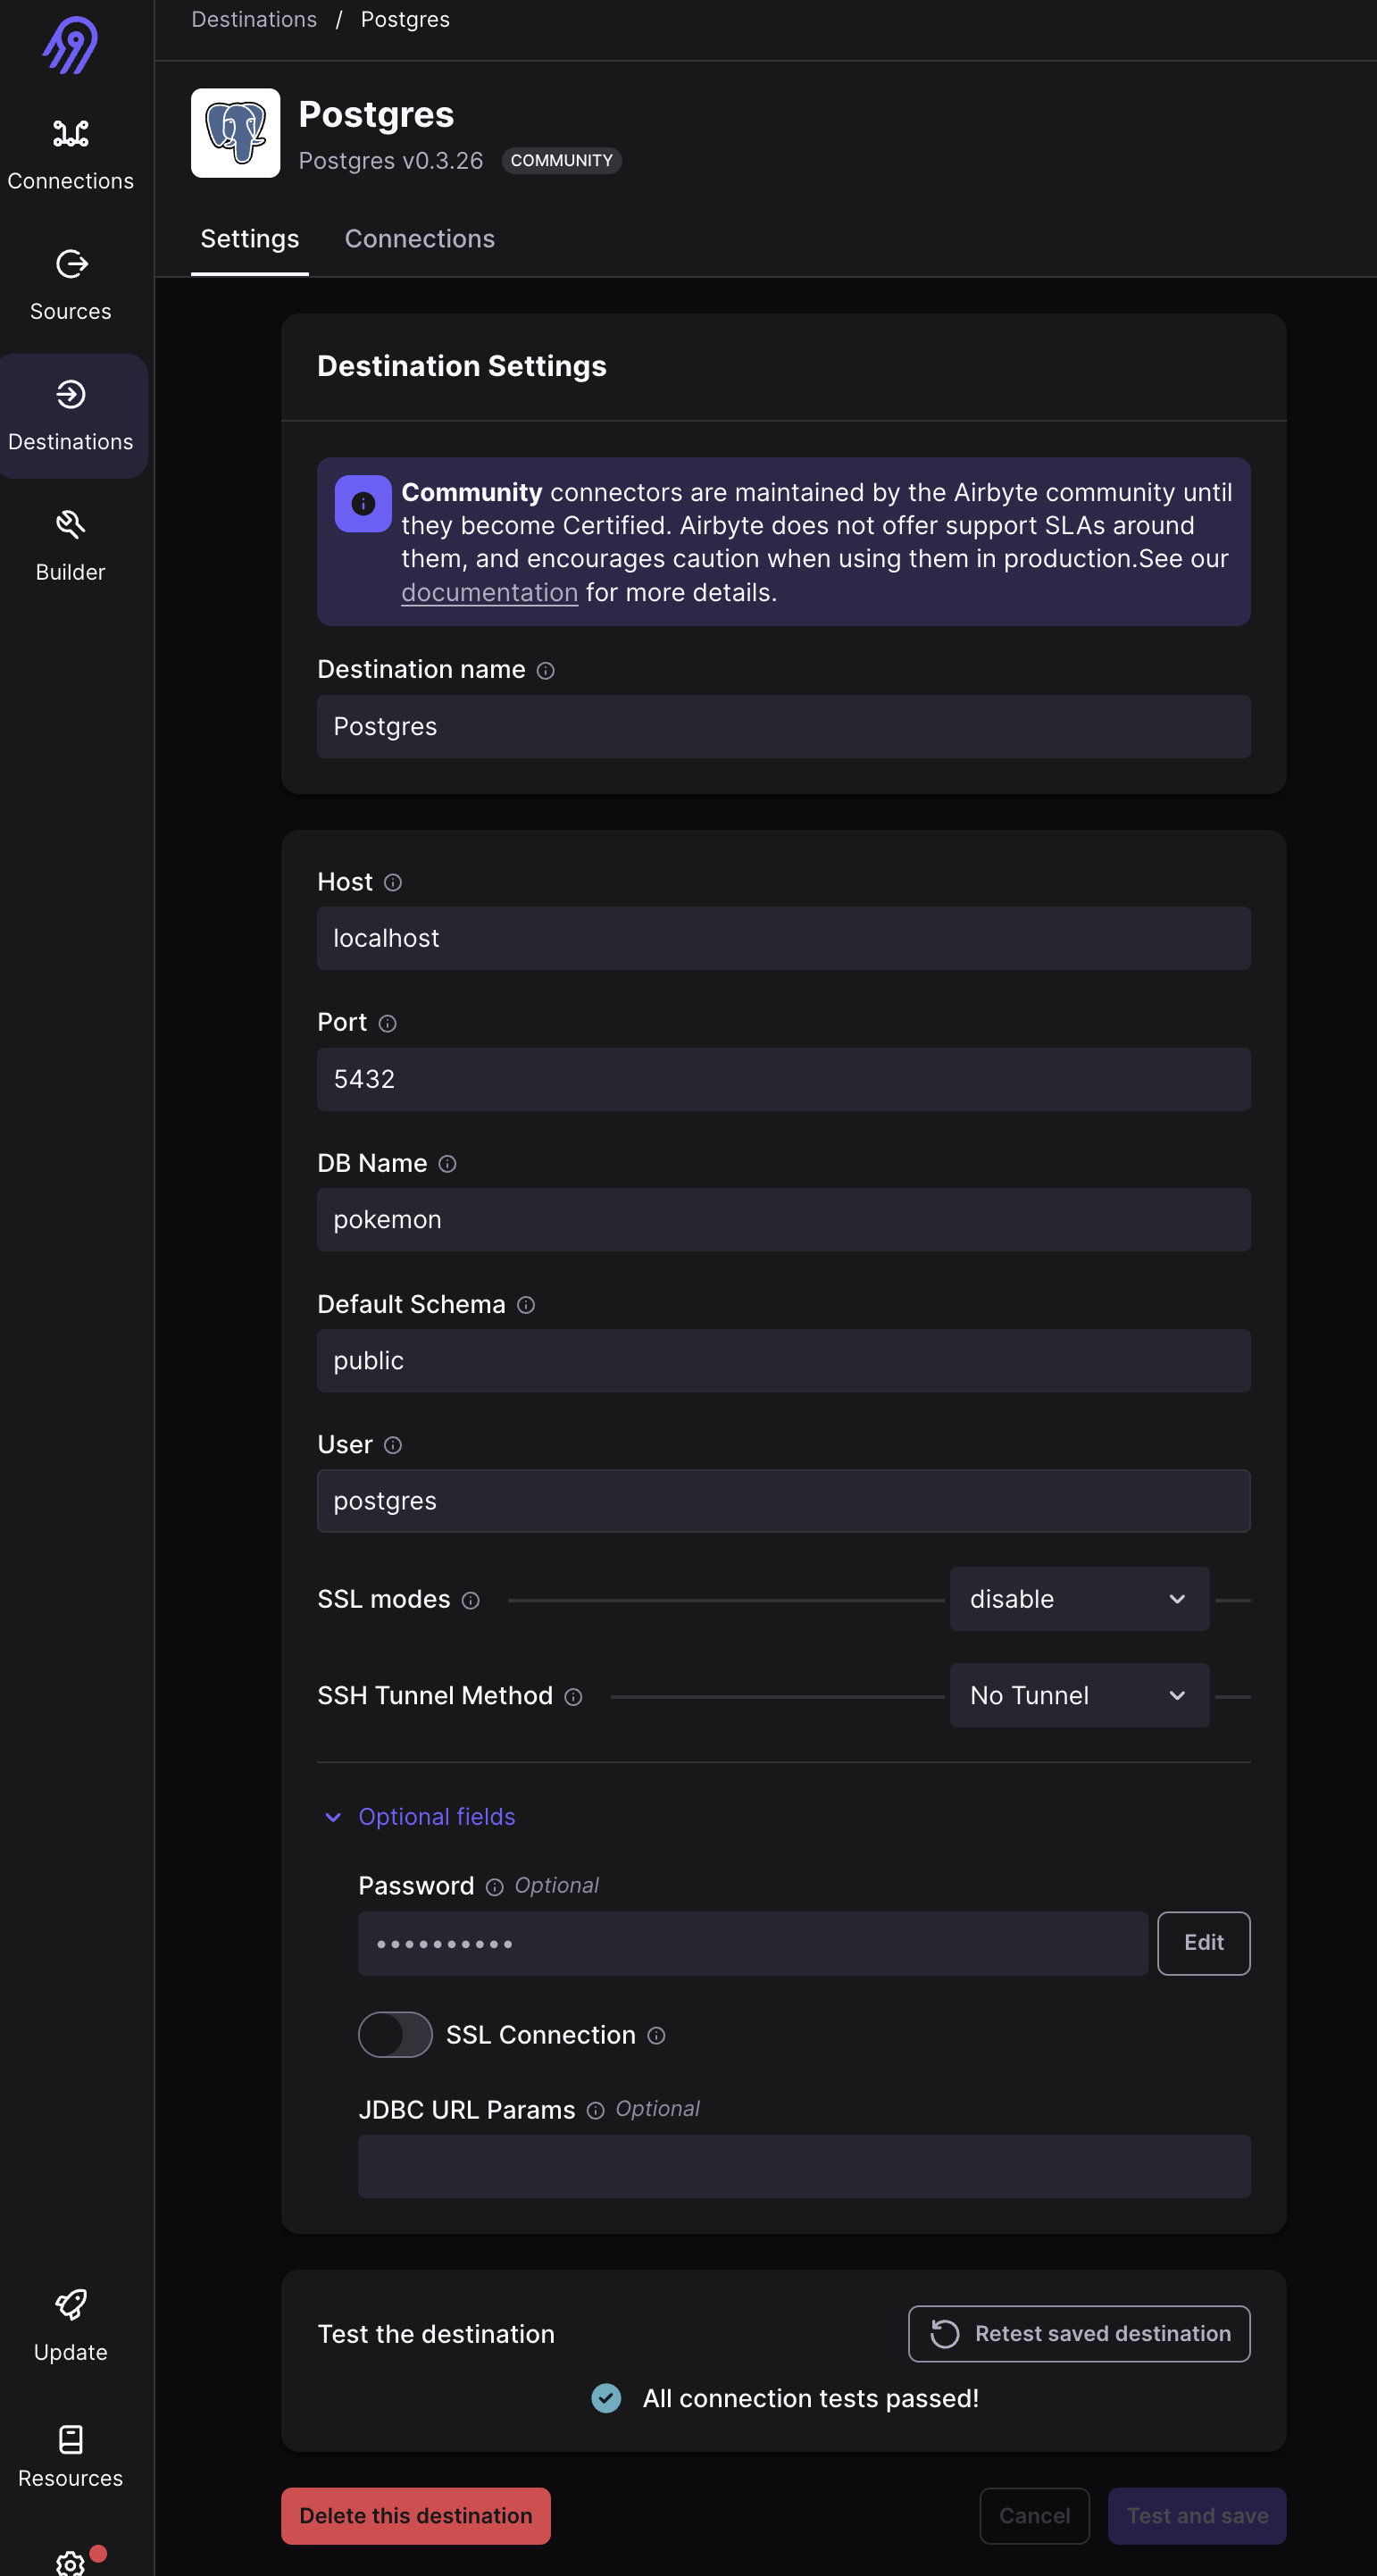 Destinations / Postgres
Connections
Sources
Destinations
Builder
Update
Resources
Postgres
Postgres v0.3.26 COMMUNITY
Settings Connections
Destination Settings
Community connectors are maintained by the Airbyte community until
they become Certified. Airbyte does not offer support SLAs around
them, and encourages caution when using them in production.See our
documentation for more details.
Destination name
Postgres
Host
localhost
Port
5432
DB Name
pokemon
Default Schema
public
User
postgres
SSL modes disable
SSH Tunnel Method No Tunnel
Optional fields
Password Optional
•••••••••• Edit
SSL Connection
JDBC URL Params Optional
Test the destination Retest saved destination
All connection tests passed!
Delete this destination Cancel Test and save